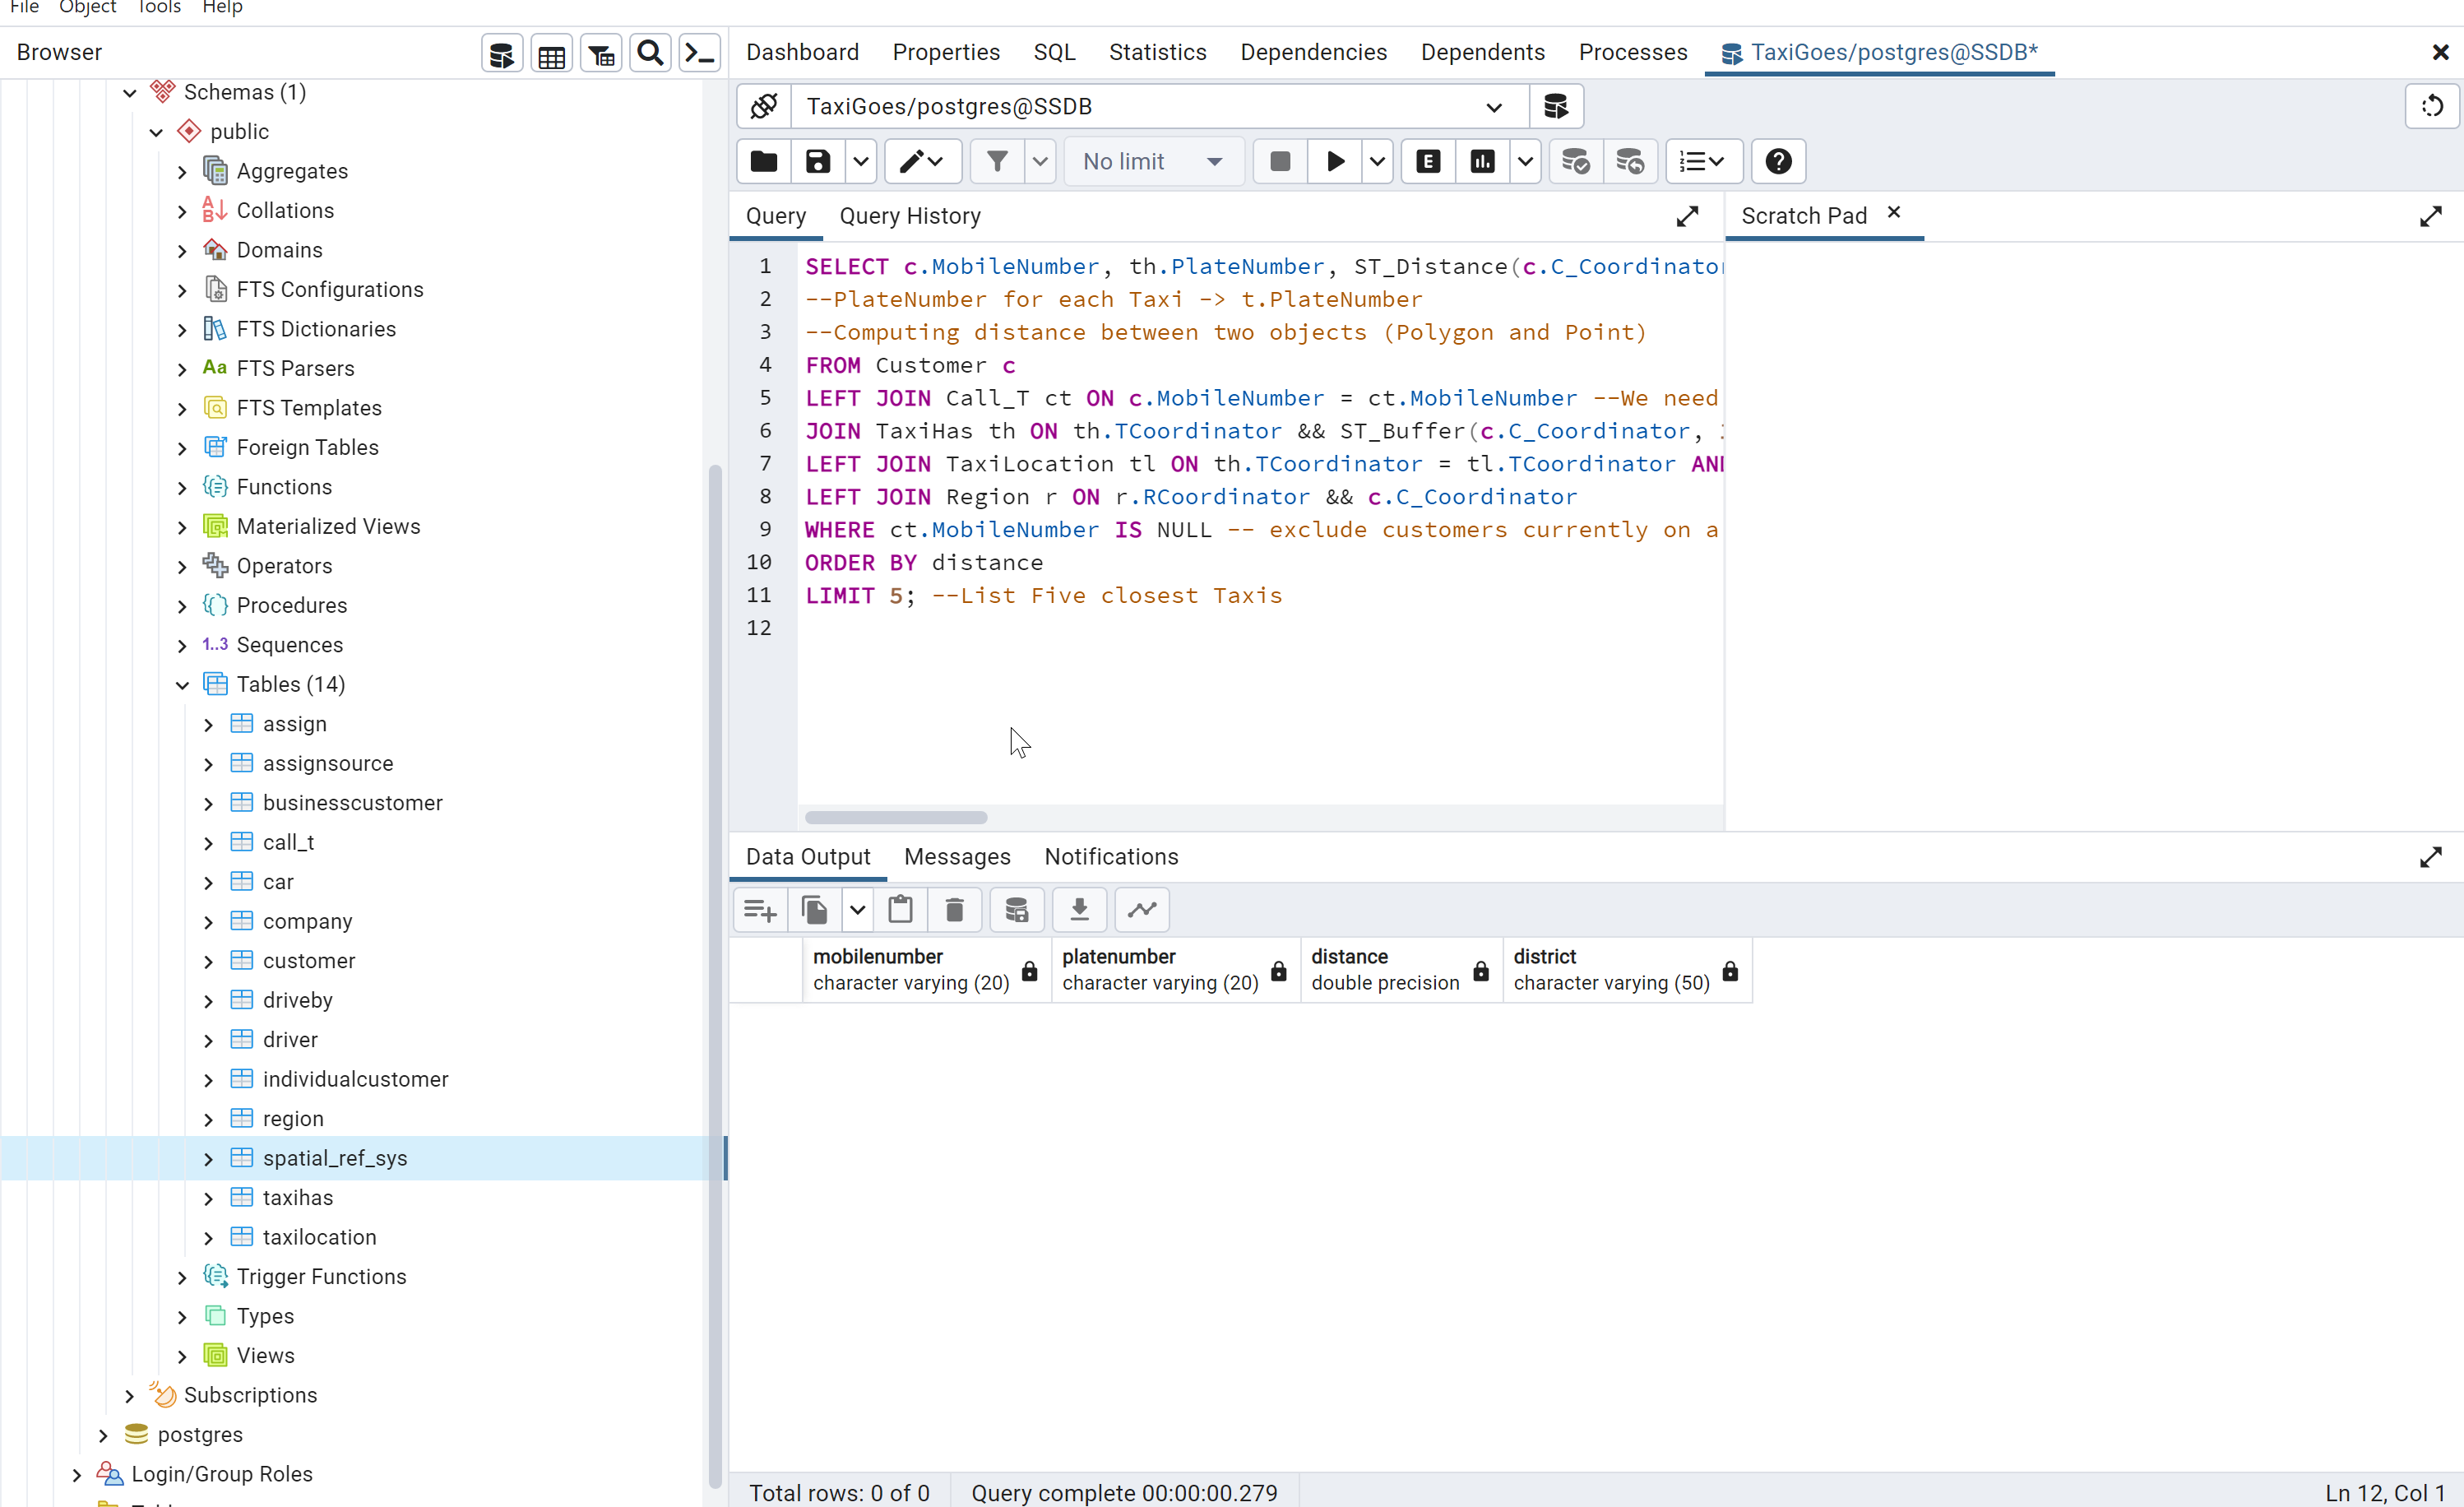 File Object Tools Help
Browser
Dashboard Properties SQL Statistics Dependencies Dependents Processes TaxiGoes/postgres@SSDB*
Schemas (1)
public
Aggregates
Collations
Domains
FTS Configurations
FTS Dictionaries
Aa FTS Parsers
FTS Templates
Foreign Tables
Functions
Materialized Views
Operators
Procedures
1..3 Sequences
Tables (14)
assign
assignsource
businesscustomer
call_t
car
company
customer
driveby
driver
individualcustomer
region
spatial_ref_sys
taxihas
taxilocation
Trigger Functions
Types
Views
Subscriptions
postgres
Login/Group Roles
TaxiGoes/postgres@SSDB
No limit
E
Query Query History
Scratch Pad
1 SELECT c.MobileNumber, th.PlateNumber, ST_Distance(c.C_Coordinator
2 --PlateNumber for each Taxi -> t.PlateNumber
3 --Computing distance between two objects (Polygon and Point)
4 FROM Customer c
5 LEFT JOIN Call_T ct ON c.MobileNumber = ct.MobileNumber --We need
6 JOIN TaxiHas th ON th.TCoordinator && ST_Buffer(c.C_Coordinator,
7 LEFT JOIN TaxiLocation tl ON th.TCoordinator = tl.TCoordinator AND
8 LEFT JOIN Region r ON r.RCoordinator && c.C_Coordinator
9 WHERE ct.MobileNumber IS NULL -- exclude customers currently on a
10 ORDER BY distance
11 LIMIT 5; --List Five closest Taxis
12
Data Output Messages Notifications
mobilenumber platenumber distance district
character varying (20) character varying (20) double precision character varying (50)
Total rows: 0 of 0 Query complete 00:00:00.279 Ln 12, Col 1